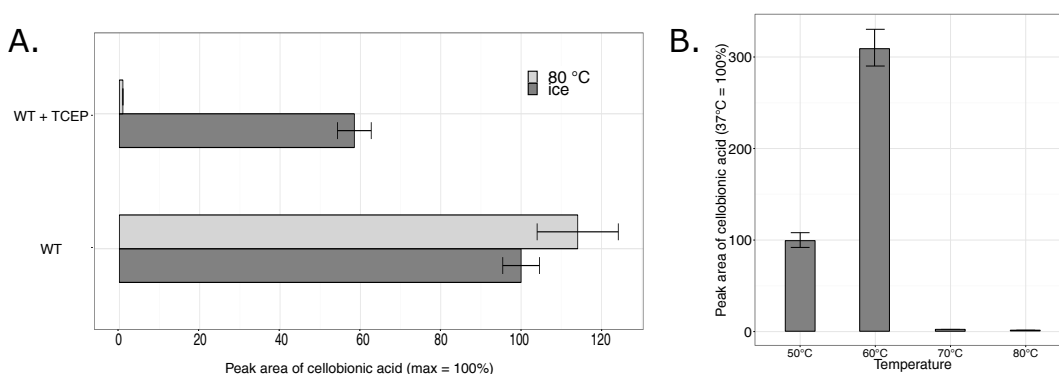 A.
80 °C
ice
WT + TCEP
WT
0 20 40 60 80 100 120
Peak area of cellobionic acid (max = 100%)
B.
Peak area of cellobionic acid (37°C = 100%)
300
200
100
0
50°C 60°C 70°C 80°C
Temperature